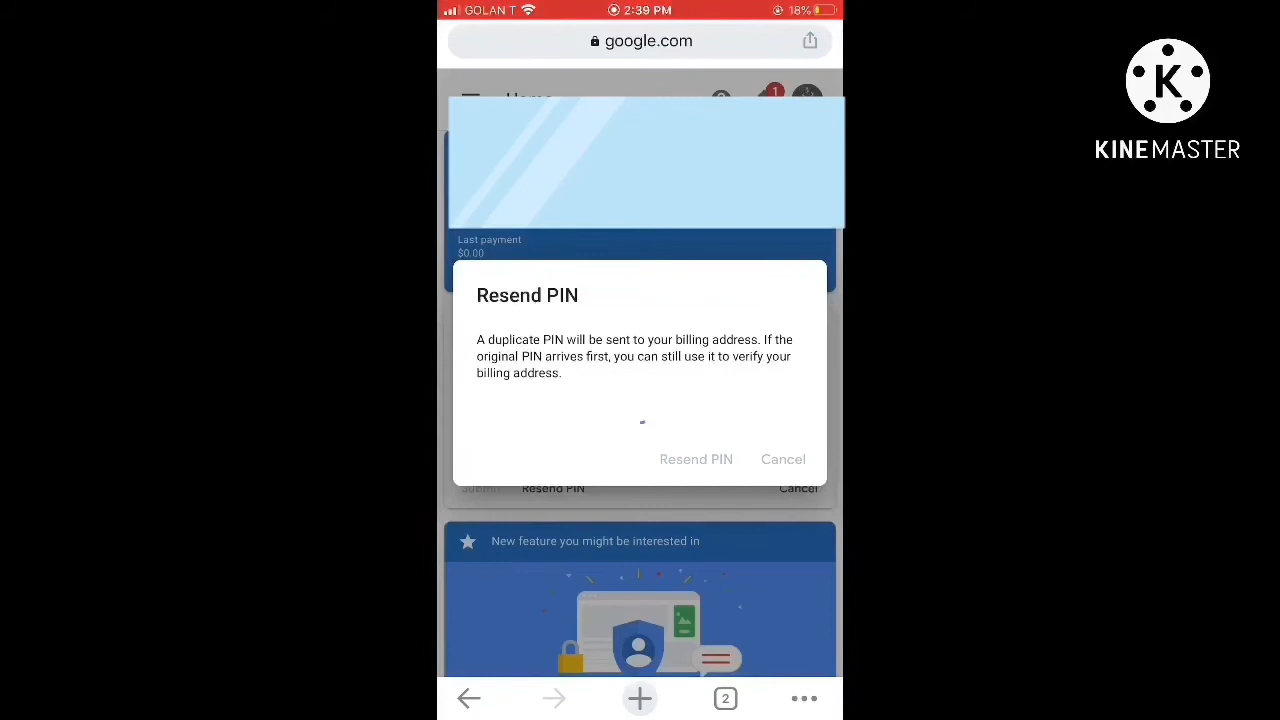 GOLAN T 2:39 PM 18%
google.com
Home 1
Last payment
$0.00
Resend PIN
A duplicate PIN will be sent to your billing address. If the
original PIN arrives first, you can still use it to verify your
billing address.
Resend PIN Cancel
Submit Resend PIN Cancel
New feature you might be interested in
2
K
KINEMASTER